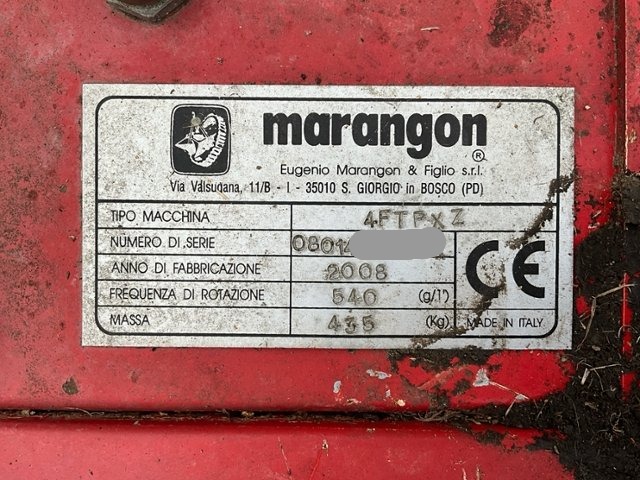 marangon
®
Eugenio Marangon & Figlio s.r.l.
Via Valsugana, 11/B - I - 35010 S. GIORGIO in BOSCO (PD)
TIPO MACCHINA 4FTPXZ
NUMERO DI SERIE 0801
ANNO DI FABBRICAZIONE 2008
FREQUENZA DI ROTAZIONE 540 (g/1')
MASSA 435 (Kg)
CE
MADE IN ITALY